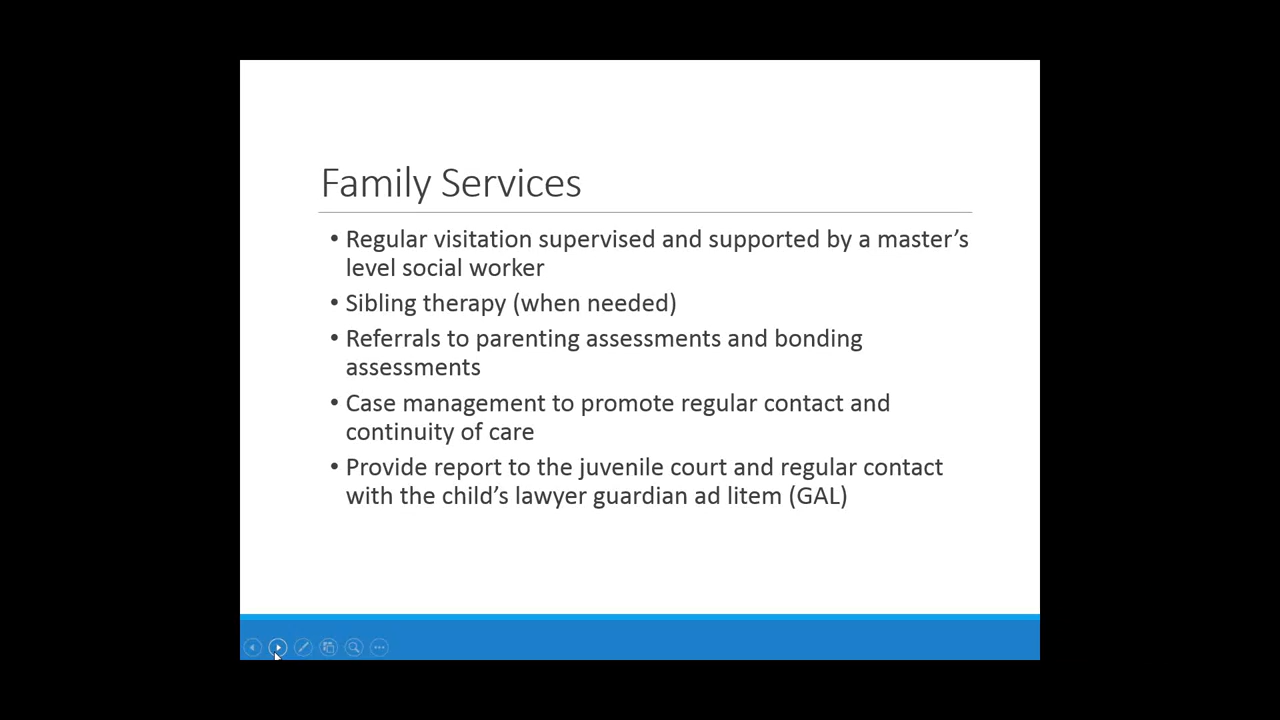 Family Services
• Regular visitation supervised and supported by a master’s
level social worker
• Sibling therapy (when needed)
• Referrals to parenting assessments and bonding
assessments
• Case management to promote regular contact and
continuity of care
• Provide report to the juvenile court and regular contact
with the child’s lawyer guardian ad litem (GAL)